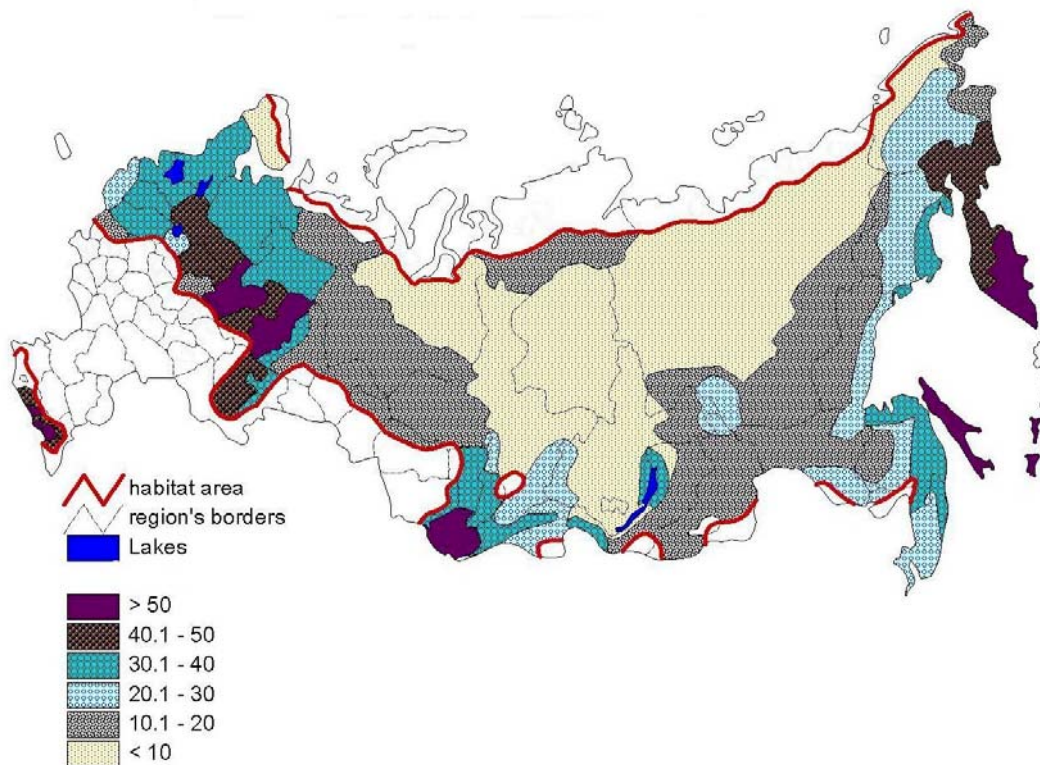 habitat area
region's borders
Lakes
> 50
40.1 - 50
30.1 - 40
20.1 - 30
10.1 - 20
< 10